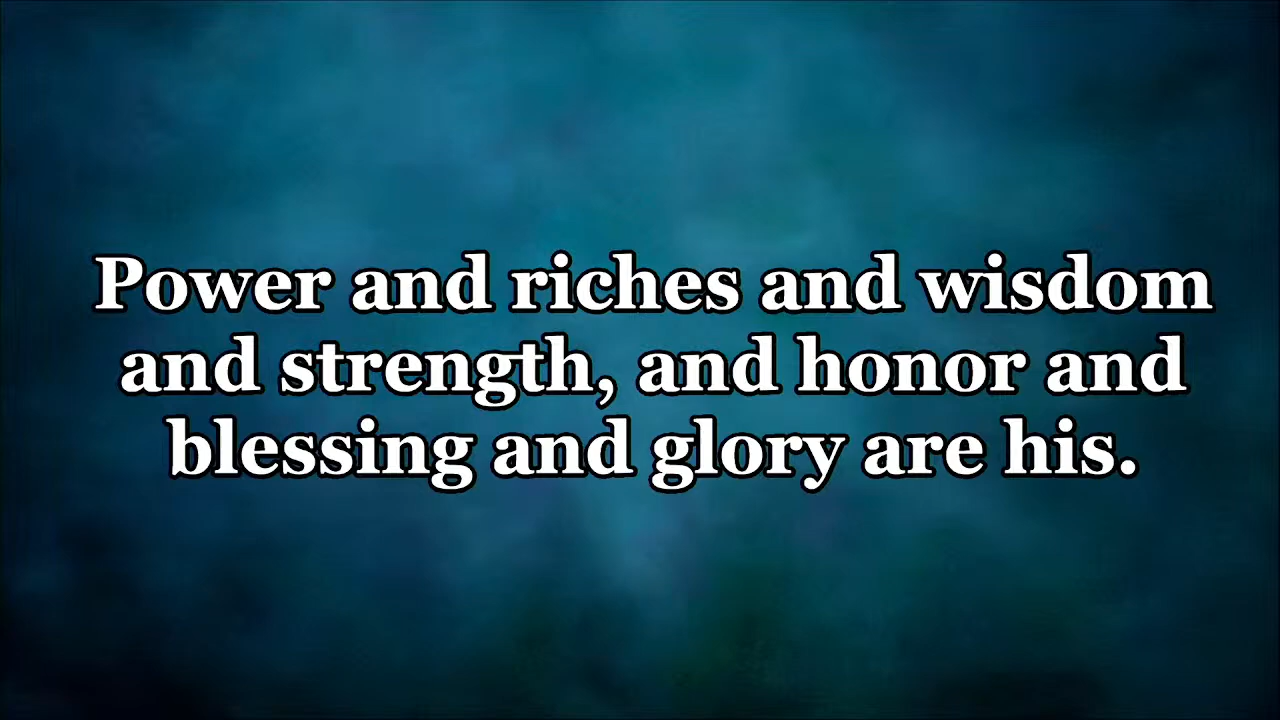 Power and riches and wisdom
and strength, and honor and
blessing and glory are his.